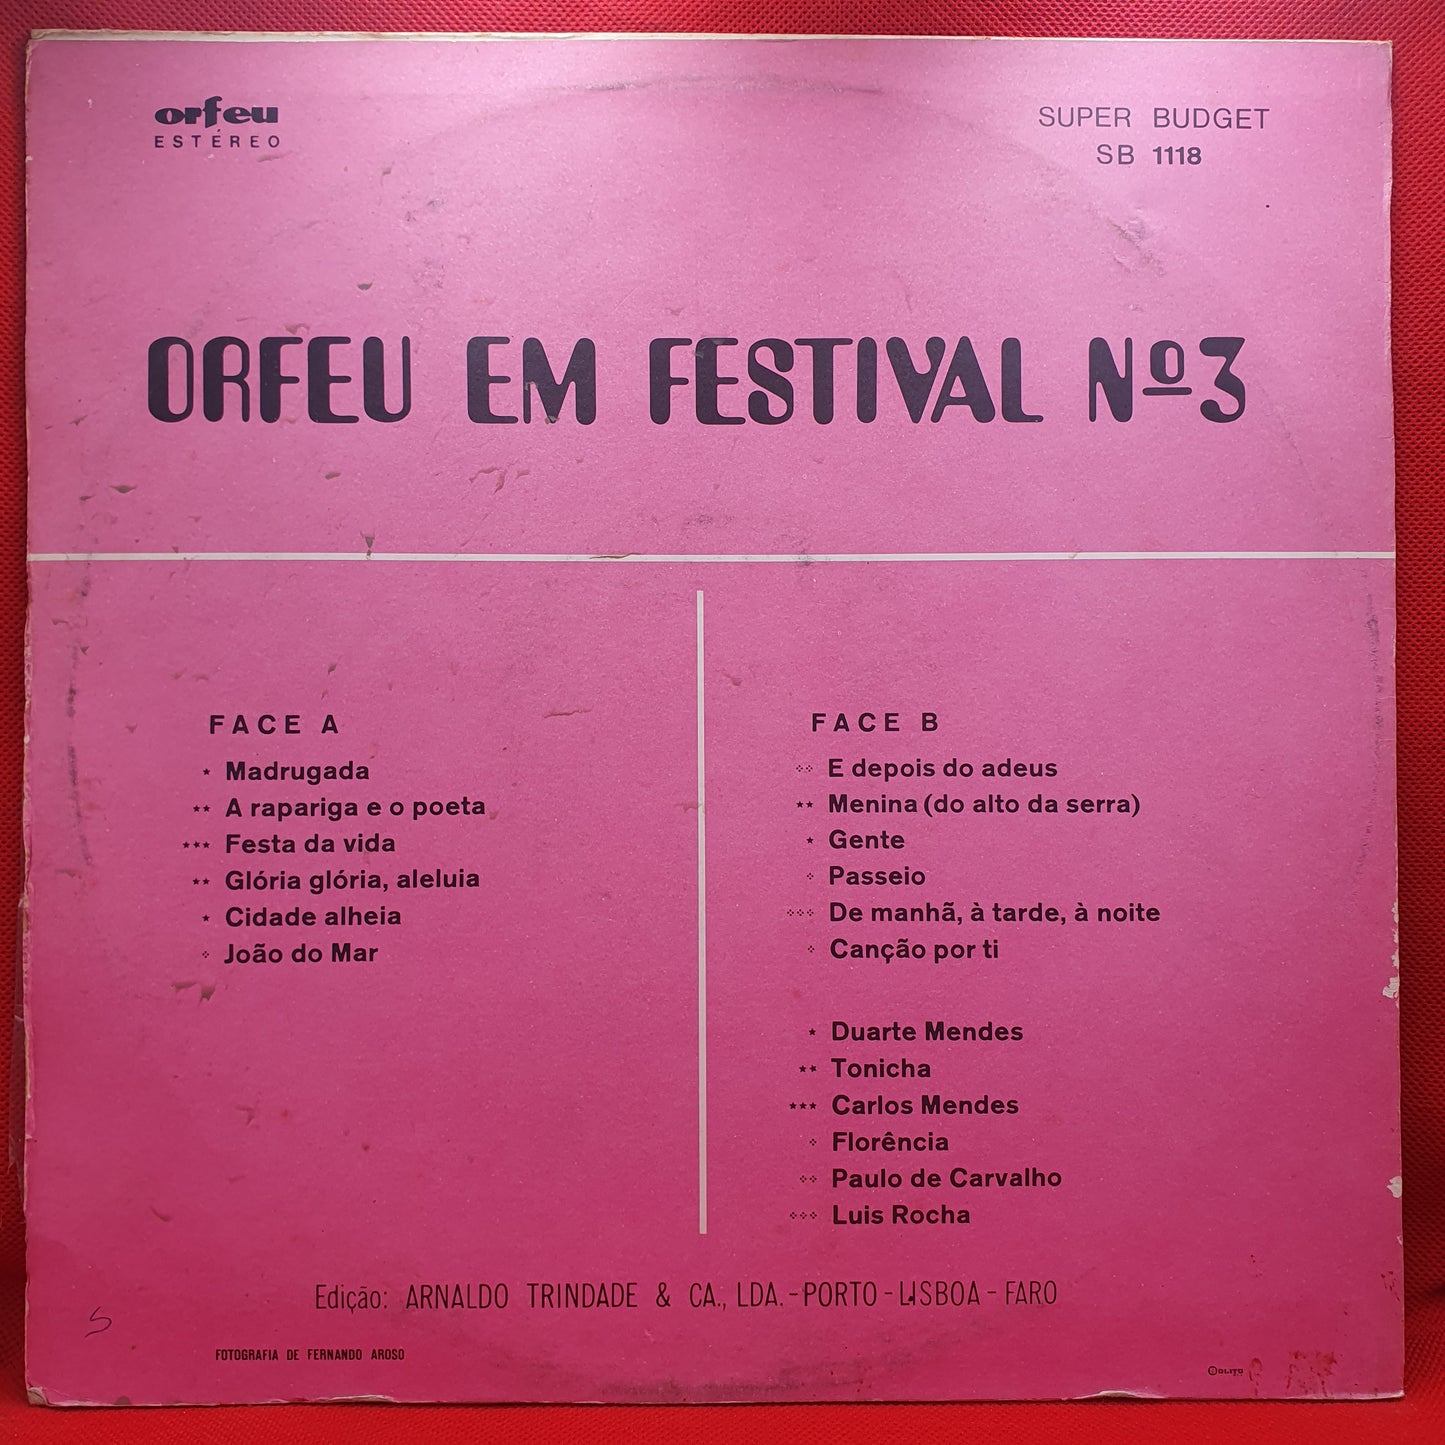 orfeu
ESTÉREO
SUPER BUDGET
SB 1118
ORFEU EM FESTIVAL Nº3
FACE A
★ Madrugada
★★ A rapariga e o poeta
★★★ Festa da vida
★★ Glória glória, aleluia
★ Cidade alheia
⁘ João do Mar
FACE B
⁘⁘ E depois do adeus
★★ Menina (do alto da serra)
★ Gente
⁘ Passeio
⁘⁘⁘ De manhã, à tarde, à noite
⁘ Canção por ti
★ Duarte Mendes
★★ Tonicha
★★★ Carlos Mendes
⁘ Florência
⁘⁘ Paulo de Carvalho
⁘⁘⁘ Luis Rocha
Edição: ARNALDO TRINDADE & CA., LDA.-PORTO-LISBOA-FARO
FOTOGRAFIA DE FERNANDO AROSO